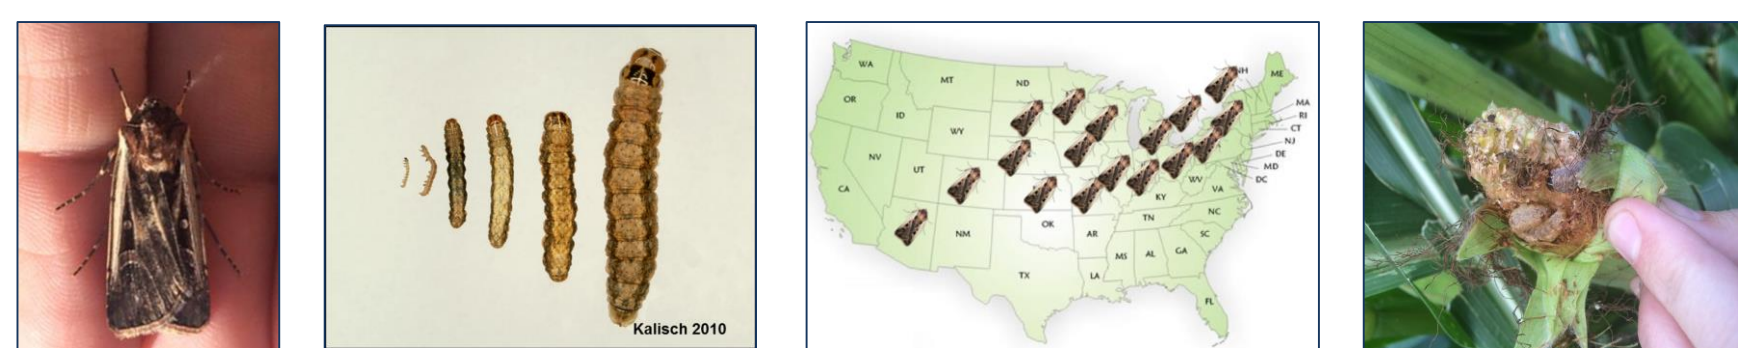 Kalisch 2010
WA
MT
ND
NH
ME
OR
ID
WY
MA
RI
CT
NJ
DE
MD
DC
NV
UT
CA
WV
VA
KY
NM
OK
AR
TN
NC
SC
TX
LA
MS
AL
GA
FL